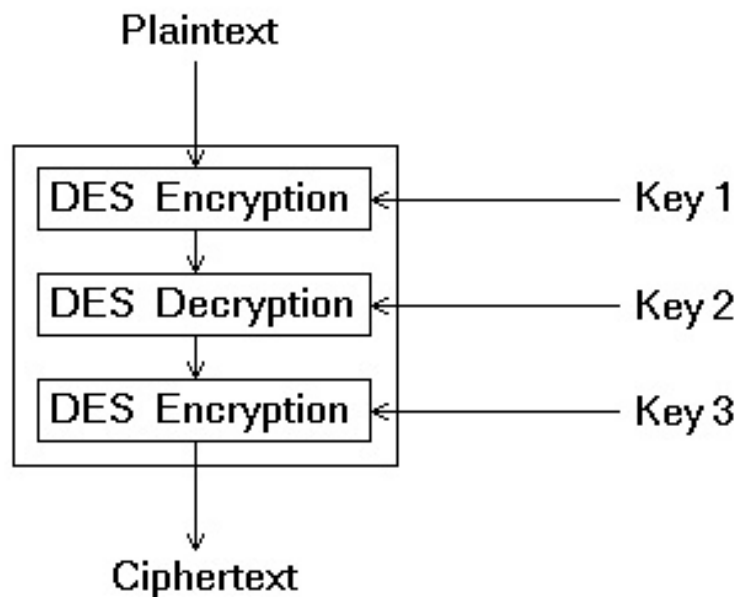 Plaintext
DES Encryption
Key 1
DES Decryption
Key 2
DES Encryption
Key 3
Ciphertext